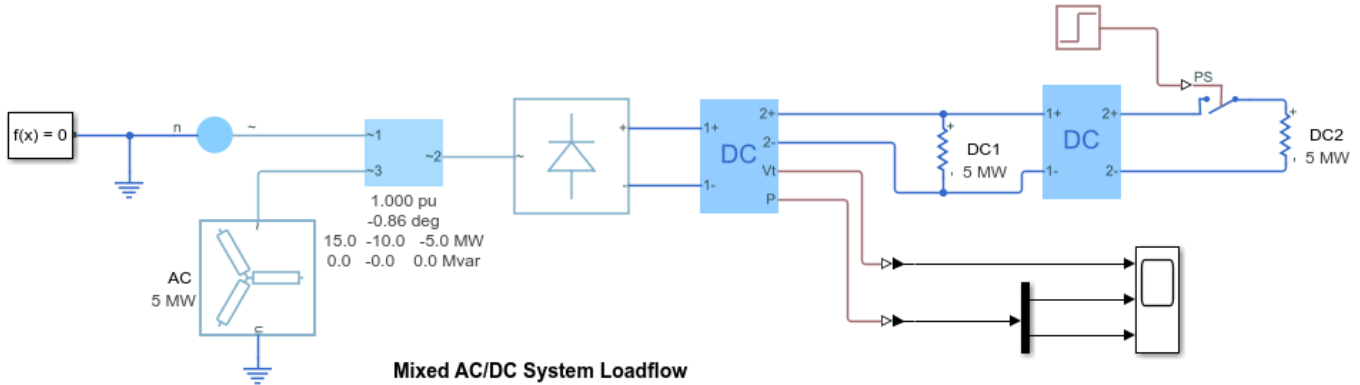 f(x) = 0
n
~
~1
~2
~3
1.000 pu
-0.86 deg
15.0 -10.0 -5.0 MW
0.0 -0.0 0.0 Mvar
AC
5 MW
~
n
~
+
-
1+
1-
DC
2+
2-
Vt
P
+
-
DC1
5 MW
1+
1-
DC
2+
2-
PS
+
-
DC2
5 MW
Mixed AC/DC System Loadflow